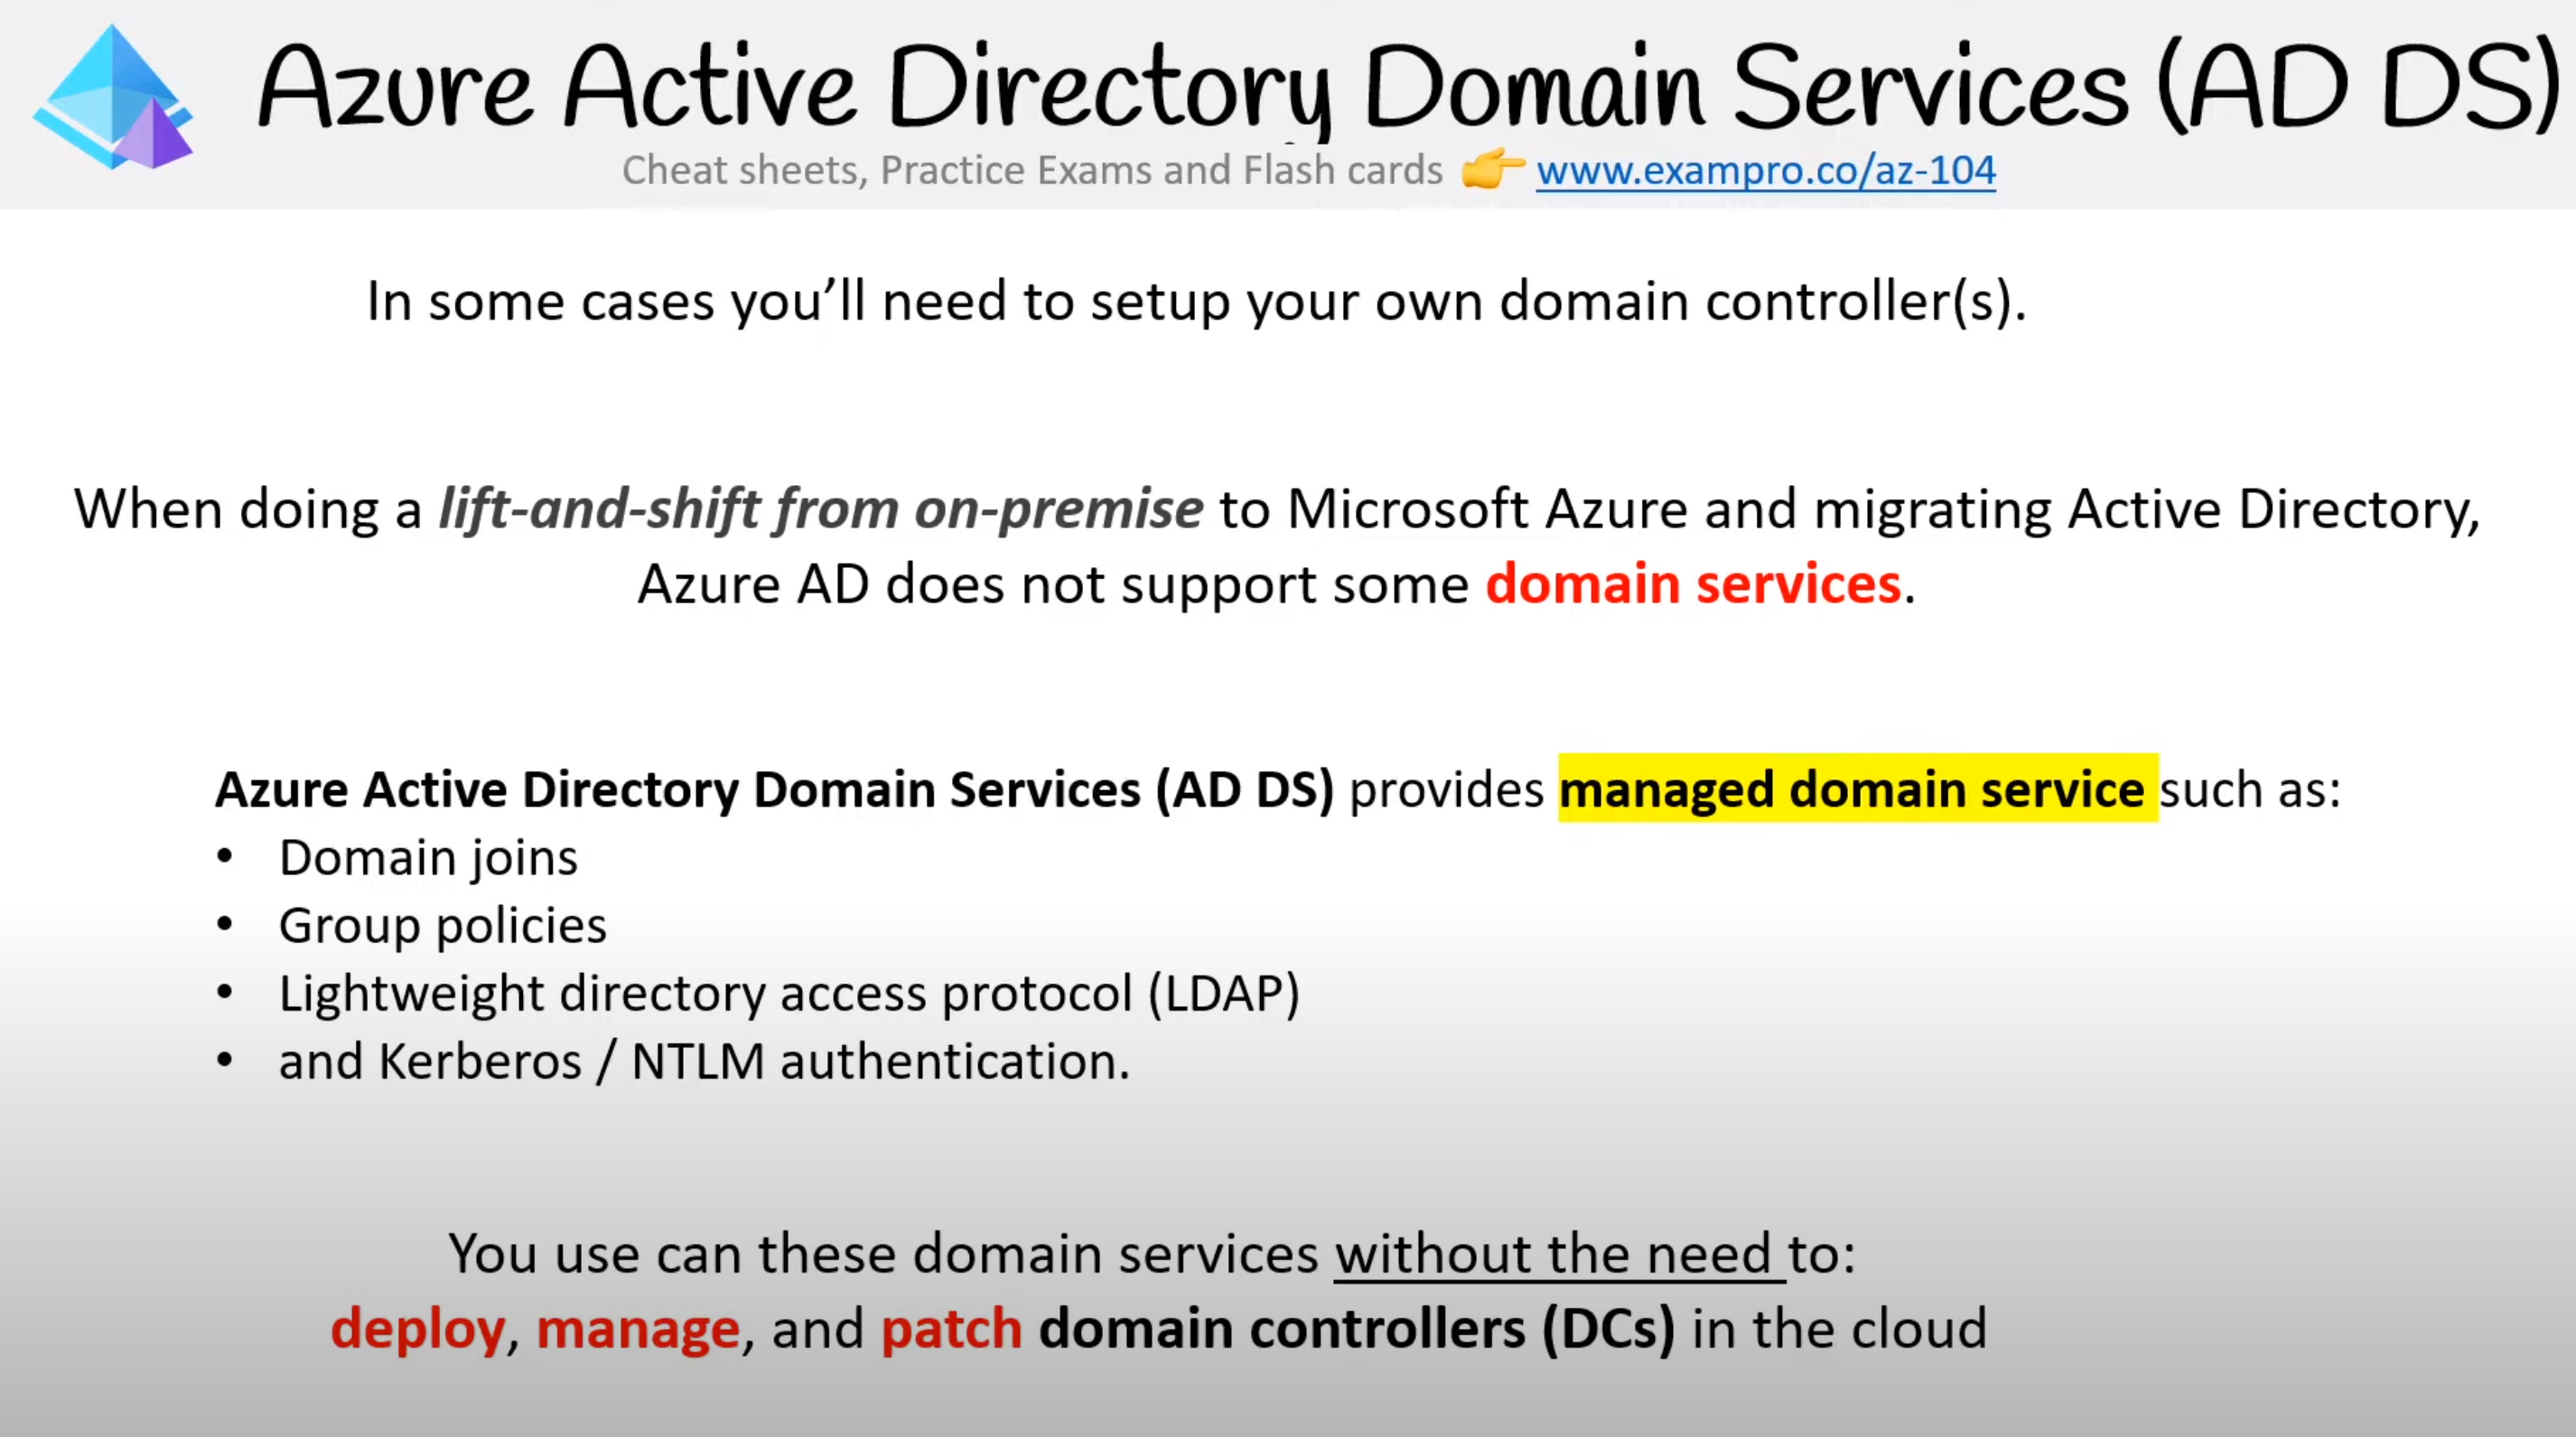 Azure Active Directory Domain Services (AD DS)
Cheat sheets, Practice Exams and Flash cards 👉 www.exampro.co/az-104
In some cases you’ll need to setup your own domain controller(s).
When doing a lift-and-shift from on-premise to Microsoft Azure and migrating Active Directory,
Azure AD does not support some domain services.
Azure Active Directory Domain Services (AD DS) provides managed domain service such as:
• Domain joins
• Group policies
• Lightweight directory access protocol (LDAP)
• and Kerberos / NTLM authentication.
You use can these domain services without the need to:
deploy, manage, and patch domain controllers (DCs) in the cloud